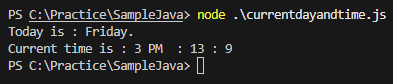 PS C:\Practice\SampleJava> node .\currentdayandtime.js
Today is : Friday.
Current time is : 3 PM  : 13 : 9
PS C:\Practice\SampleJava>